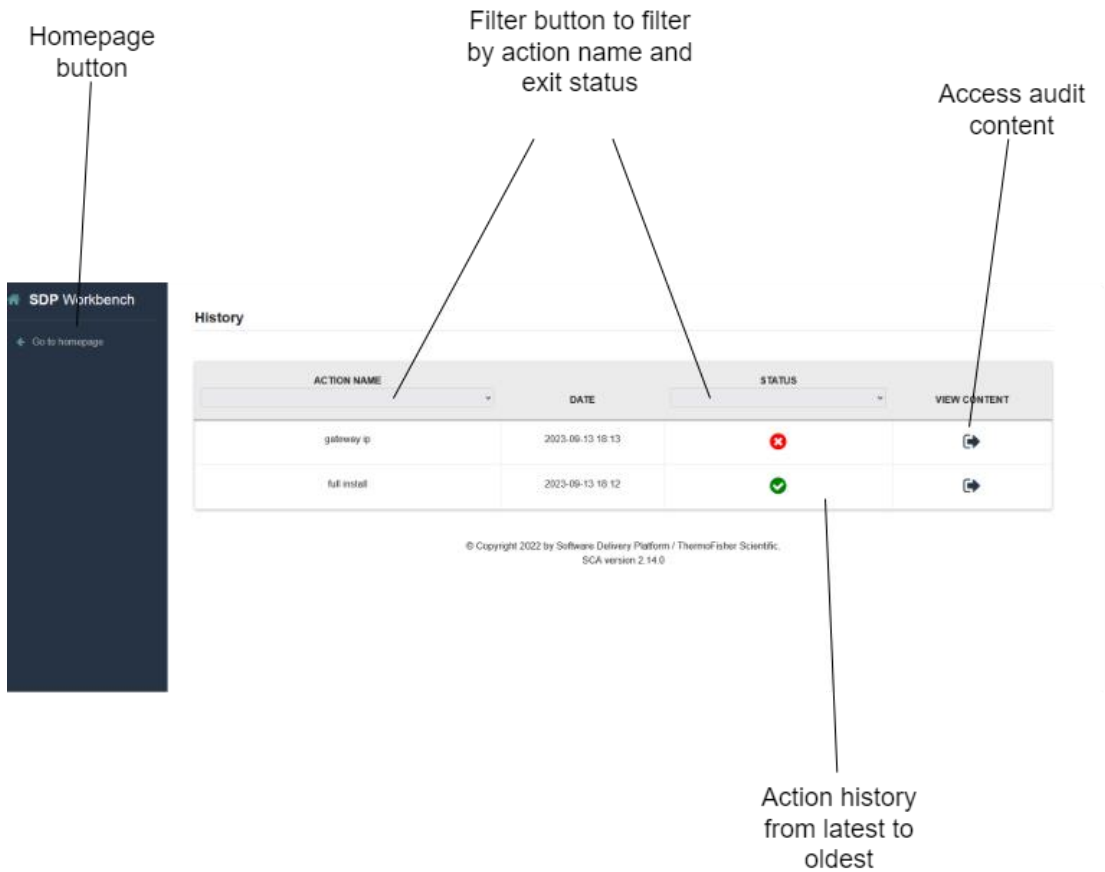 Homepage
button
Filter button to filter
by action name and
exit status
Access audit
content
SDP Workbench
Go to homepage
History
ACTION NAME
DATE
STATUS
VIEW CONTENT
gateway ip
2023-09-13 18:13
full install
2023-09-13 18:12
© Copyright 2022 by Software Delivery Platform / ThermoFisher Scientific.
SCA version 2.14.0
Action history
from latest to
oldest